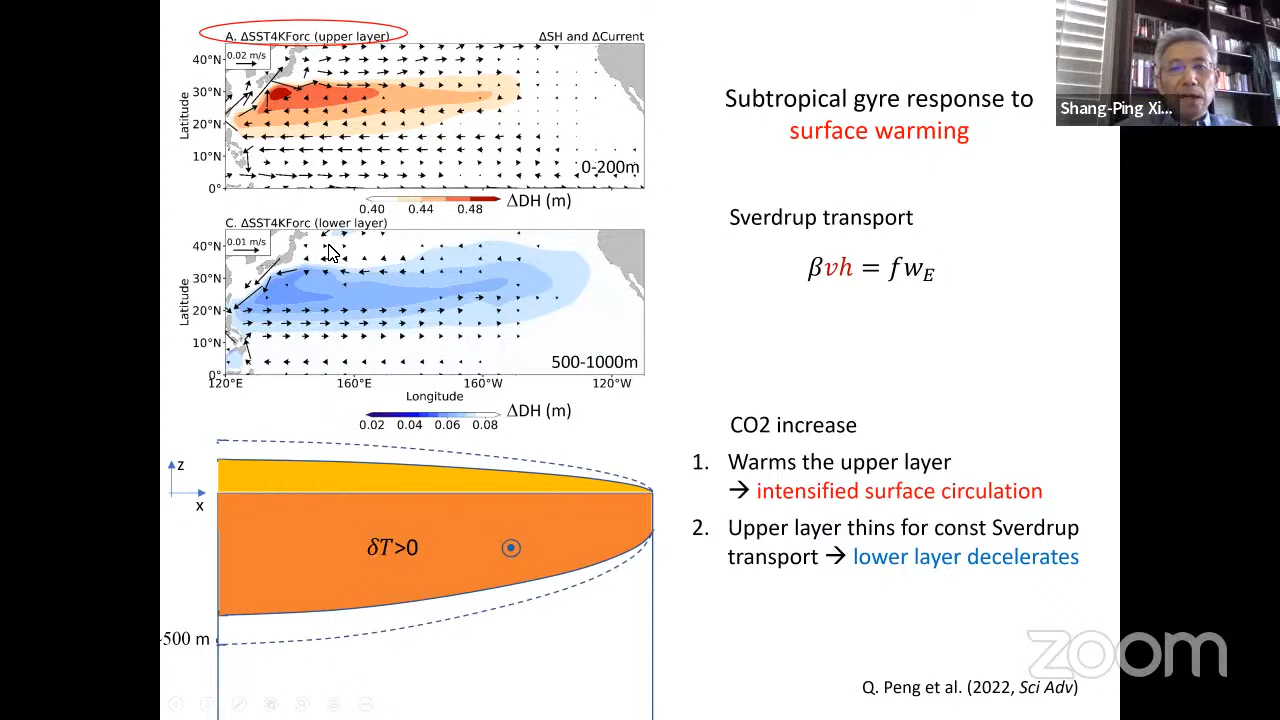 A. ΔSST4KForc (upper layer)
ΔSH and ΔCurrent
0.02 m/s
40°N
30°N
20°N
10°N
0°
Latitude
0-200m
0.40 0.44 0.48
ΔDH (m)
C. ΔSST4KForc (lower layer)
0.01 m/s
40°N
30°N
20°N
10°N
0°
Latitude
500-1000m
120°E 160°E 160°W 120°W
Longitude
0.02 0.04 0.06 0.08
ΔDH (m)
z
x
δT>0
-500 m
Subtropical gyre response to
surface warming
Sverdrup transport
βvh = fw_E
CO2 increase
1. Warms the upper layer
→ intensified surface circulation
2. Upper layer thins for const Sverdrup
transport → lower layer decelerates
Q. Peng et al. (2022, Sci Adv)
Shang-Ping Xi...
zoom